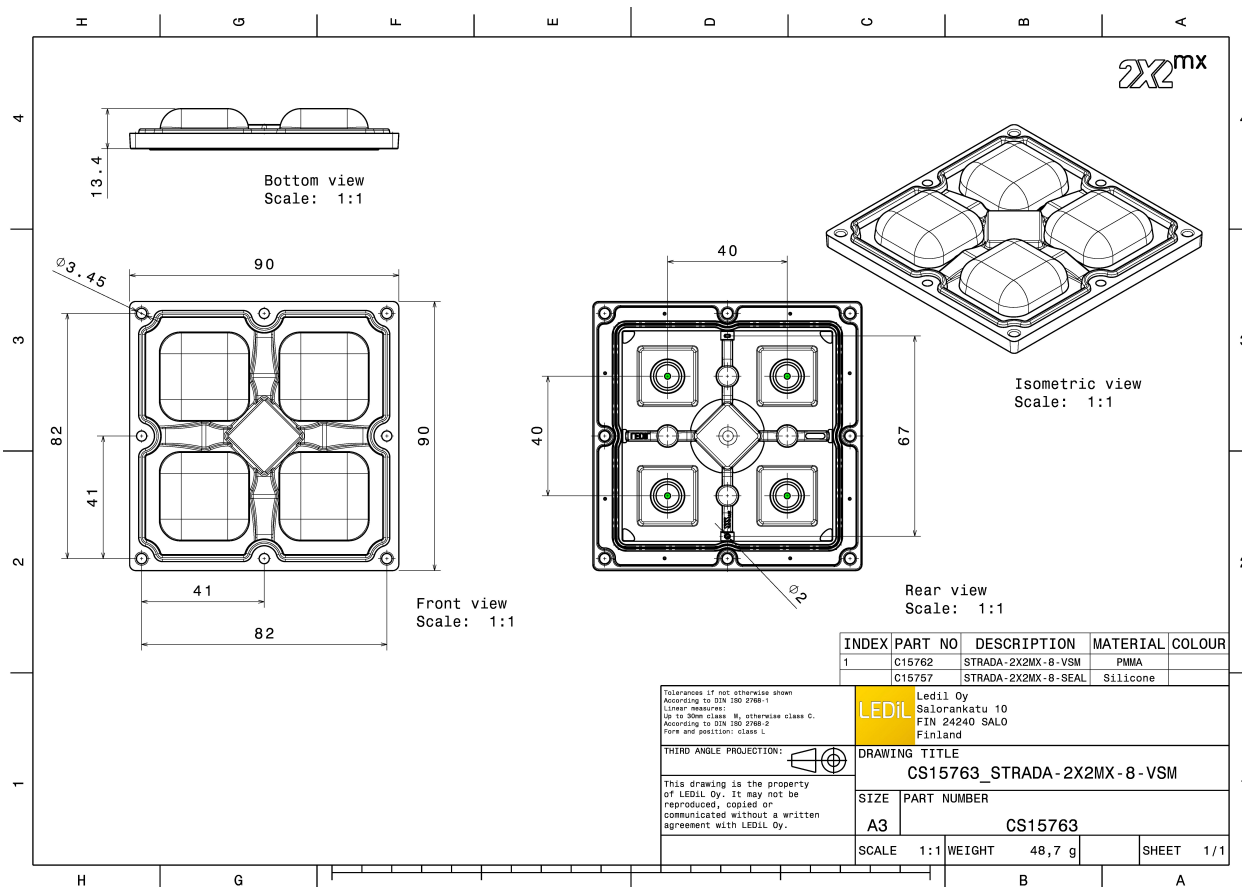 H G F E D C B A
2X2mx
4
13.4
Bottom view
Scale: 1:1
Ø3.45
90
40
3
82
90
40
67
41
Isometric view
Scale: 1:1
2
41
Ø2
Front view
Scale: 1:1
Rear view
Scale: 1:1
82
INDEX PART NO DESCRIPTION MATERIAL COLOUR
1 C15762 STRADA-2X2MX-8-VSM PMMA
C15757 STRADA-2X2MX-8-SEAL Silicone
Tolerances if not otherwise shown
According to DIN ISO 2768-1
Linear measures:
Up to 30mm class M, otherwise class C.
According to DIN ISO 2768-2
Form and position: class L
LEDiL
Ledil Oy
Salorankatu 10
FIN 24240 SALO
Finland
THIRD ANGLE PROJECTION:
DRAWING TITLE
CS15763_STRADA-2X2MX-8-VSM
1
This drawing is the property
of LEDiL Oy. It may not be
reproduced, copied or
communicated without a written
agreement with LEDiL Oy.
SIZE PART NUMBER
A3 CS15763
SCALE 1:1 WEIGHT 48,7 g SHEET 1/1
H G B A